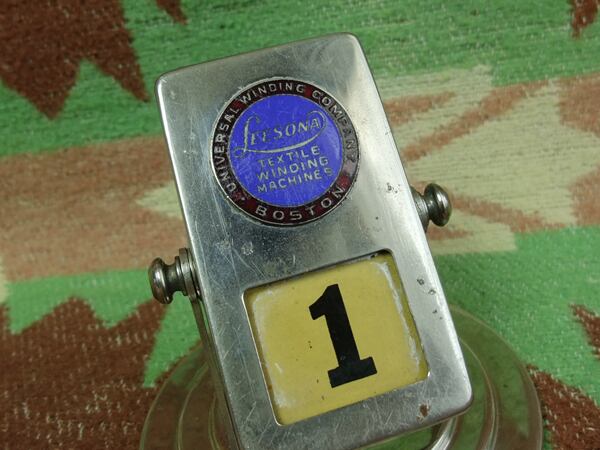 UNIVERSAL WINDING COMPANY
LEESONA
TEXTILE
WINDING
MACHINES
BOSTON
1